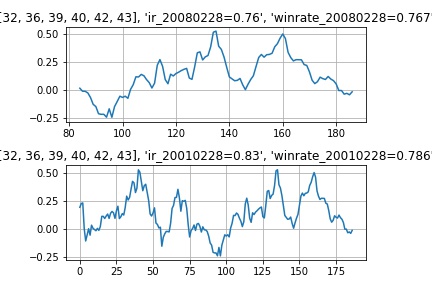 [32, 36, 39, 40, 42, 43], 'ir_20080228=0.76', 'winrate_20080228=0.767'
0.50
0.25
0.00
−0.25
80 100 120 140 160 180
[32, 36, 39, 40, 42, 43], 'ir_20010228=0.83', 'winrate_20010228=0.786'
0.50
0.25
0.00
−0.25
0 25 50 75 100 125 150 175